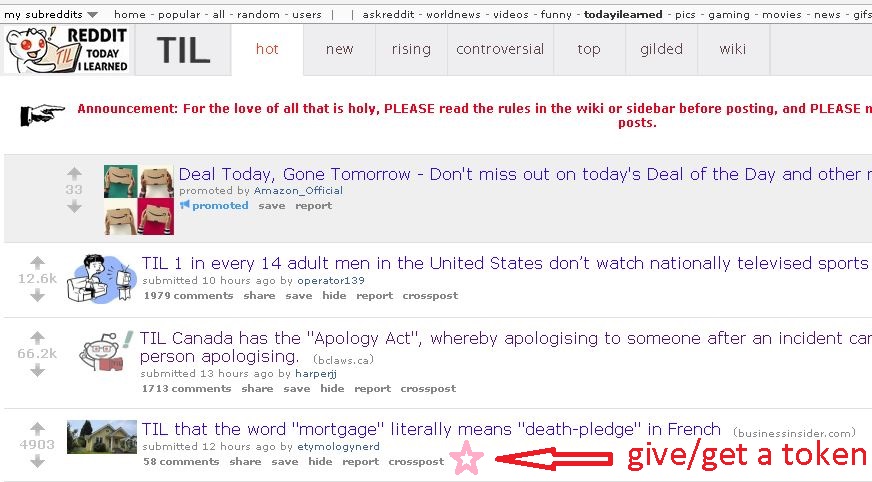 my subreddits home - popular - all - random - users | | askreddit - worldnews - videos - funny - todayilearned - pics - gaming - movies - news - gifs
REDDIT
TODAY
I LEARNED
TIL
TIL hot new rising controversial top gilded wiki
Announcement: For the love of all that is holy, PLEASE read the rules in the wiki or sidebar before posting, and PLEASE
posts.
Deal Today, Gone Tomorrow - Don't miss out on today's Deal of the Day and other
33
promoted by Amazon_Official
promoted save report
TIL 1 in every 14 adult men in the United States don't watch nationally televised sports
12.6k
submitted 10 hours ago by operator139
1979 comments share save hide report crosspost
TIL Canada has the "Apology Act", whereby apologising to someone after an incident can
66.2k
person apologising. (bclaws.ca)
submitted 13 hours ago by harperjj
1713 comments share save hide report crosspost
TIL that the word "mortgage" literally means "death-pledge" in French (businessinsider.com)
4903
submitted 12 hours ago by etymologynerd
58 comments share save hide report crosspost
give/get a token